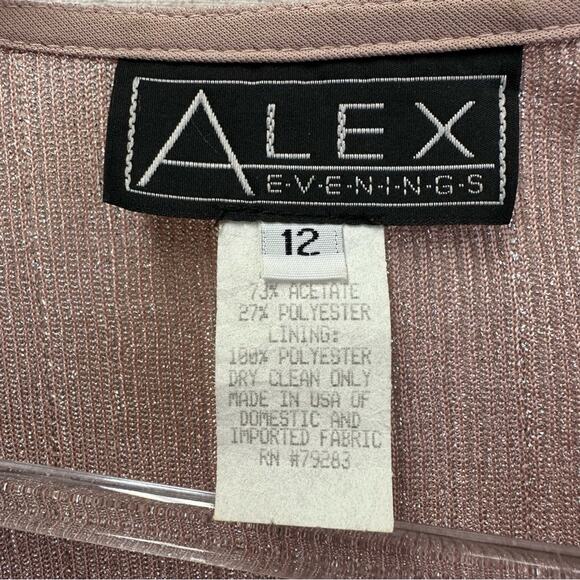 ALEX
E·V·E·N·I·N·G·S
12
73% ACETATE
27% POLYESTER
LINING:
100% POLYESTER
DRY CLEAN ONLY
MADE IN USA OF
DOMESTIC AND
IMPORTED FABRIC
RN #79283